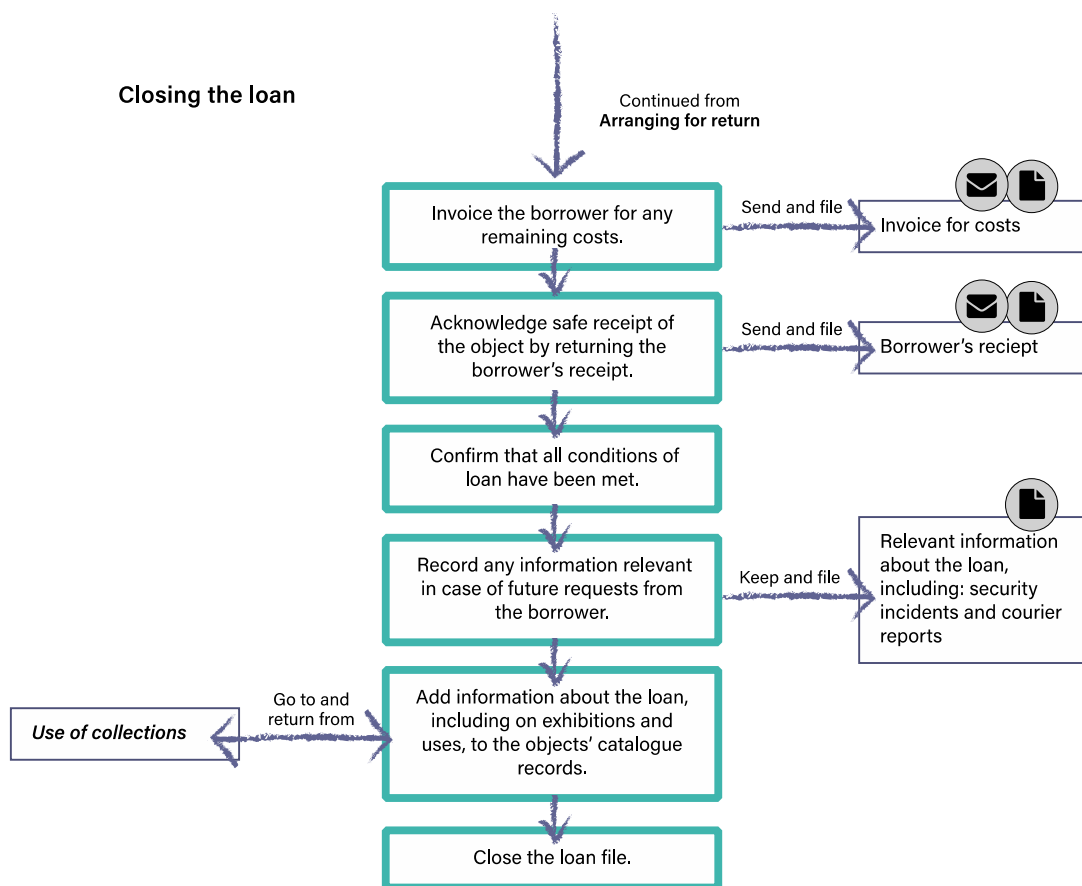 Closing the loan
Continued from
Arranging for return
Invoice the borrower for any
remaining costs.
Send and file
Invoice for costs
Acknowledge safe receipt of
the object by returning the
borrower’s receipt.
Send and file
Borrower’s reciept
Confirm that all conditions of
loan have been met.
Record any information relevant
in case of future requests from
the borrower.
Keep and file
Relevant information
about the loan,
including: security
incidents and courier
reports
Add information about the loan,
including on exhibitions and
uses, to the objects’ catalogue
records.
Go to and
return from
Use of collections
Close the loan file.